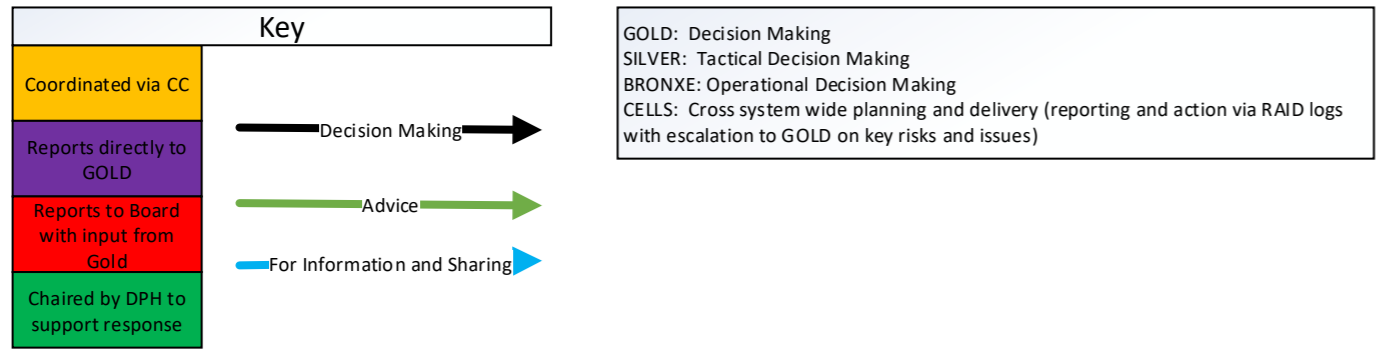 Key
Coordinated via CC
Reports directly to
GOLD
Reports to Board
with input from
Gold
Chaired by DPH to
support response
Decision Making
Advice
For Information and Sharing
GOLD:  Decision Making
SILVER:  Tactical Decision Making
BRONXE: Operational Decision Making
CELLS:  Cross system wide planning and delivery (reporting and action via RAID logs
with escalation to GOLD on key risks and issues)